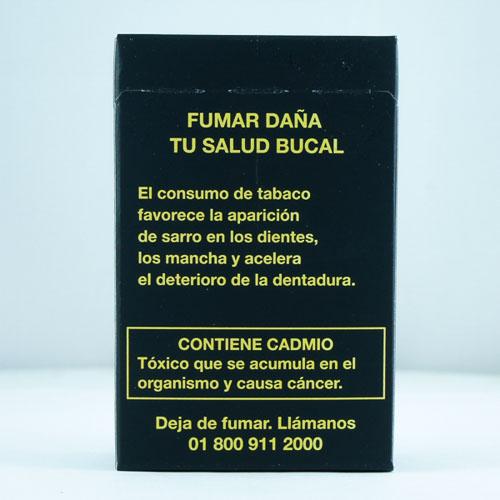 FUMAR DAÑA
TU SALUD BUCAL
El consumo de tabaco
favorece la aparición
de sarro en los dientes,
los mancha y acelera
el deterioro de la dentadura.
CONTIENE CADMIO
Tóxico que se acumula en el
organismo y causa cáncer.
Deja de fumar. Llámanos
01 800 911 2000